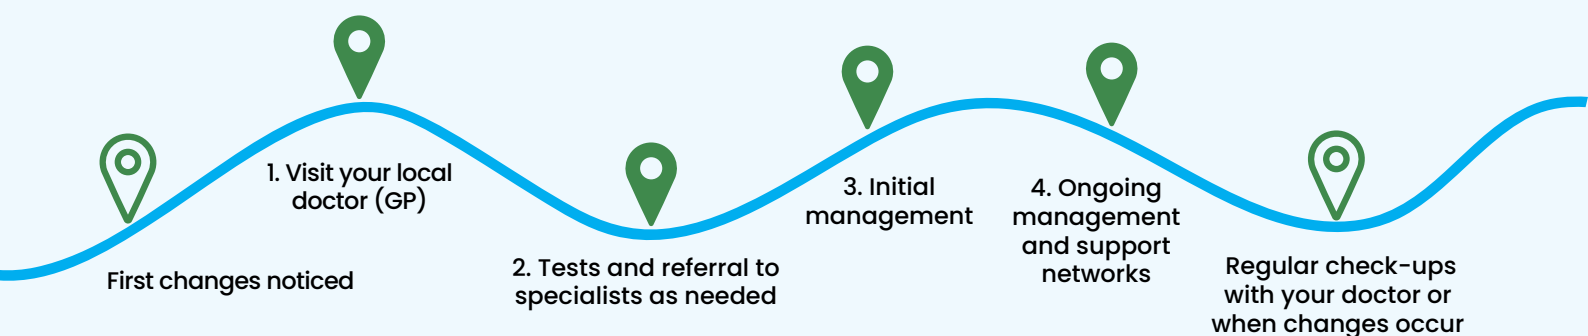 First changes noticed
1. Visit your local
doctor (GP)
2. Tests and referral to
specialists as needed
3. Initial
management
4. Ongoing
management
and support
networks
Regular check-ups
with your doctor or
when changes occur